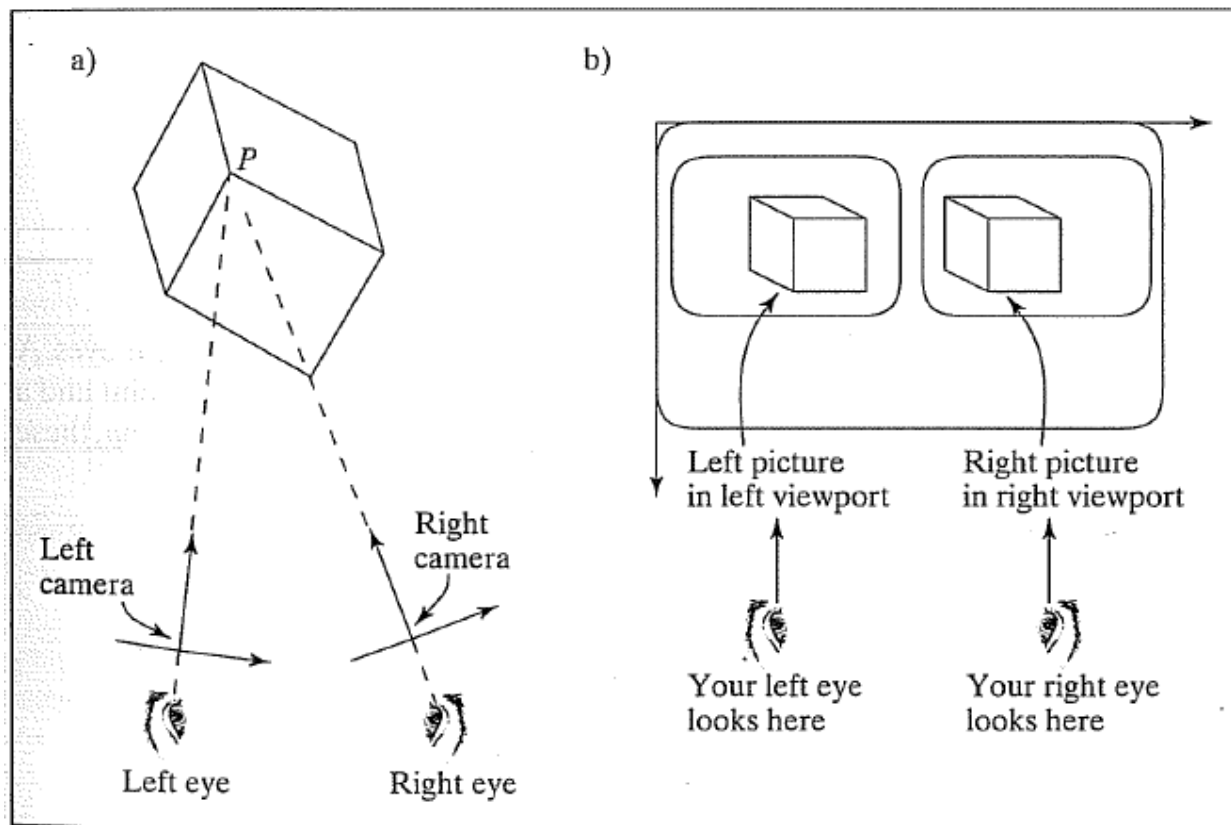 a)
P
Left
camera
Right
camera
Left eye
Right eye
b)
Left picture
in left viewport
Right picture
in right viewport
Your left eye
looks here
Your right eye
looks here